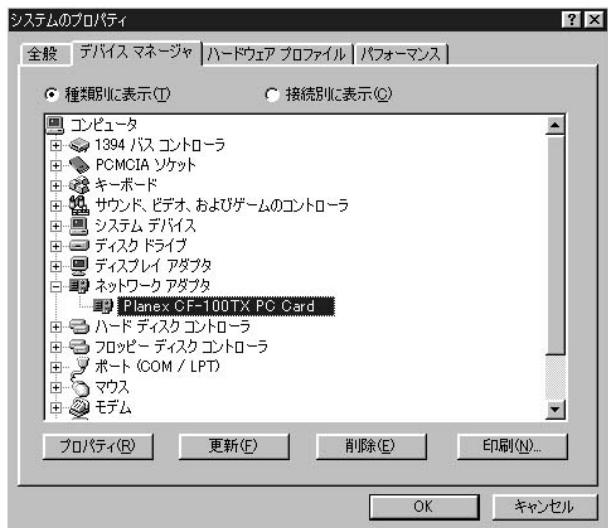 システムのプロパティ
全般 デバイス マネージャ ハードウェア プロファイル パフォーマンス
種類別に表示(T) 接続別に表示(C)
コンピュータ
1394 バス コントローラ
PCMCIA ソケット
キーボード
サウンド、ビデオ、およびゲームのコントローラ
システム デバイス
ディスク ドライブ
ディスプレイ アダプタ
ネットワーク アダプタ
Planex CF-100TX PC Card
ハード ディスク コントローラ
フロッピー ディスク コントローラ
ポート (COM / LPT)
マウス
モデム
プロパティ(R) 更新(F) 削除(E) 印刷(N)...
OK キャンセル